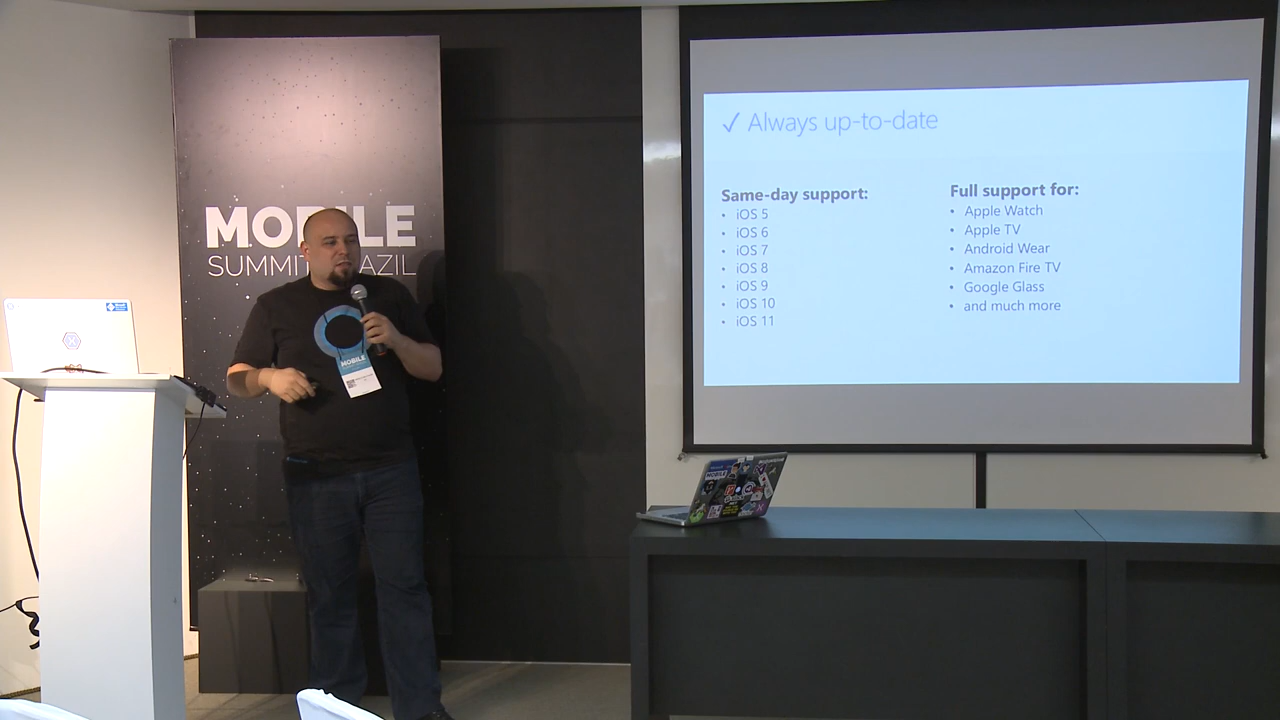 MOBILE
SUMMIT BRAZIL
MOBILE
✓ Always up-to-date
Same-day support:
• iOS 5
• iOS 6
• iOS 7
• iOS 8
• iOS 9
• iOS 10
• iOS 11
Full support for:
• Apple Watch
• Apple TV
• Android Wear
• Amazon Fire TV
• Google Glass
• and much more
MOBILE